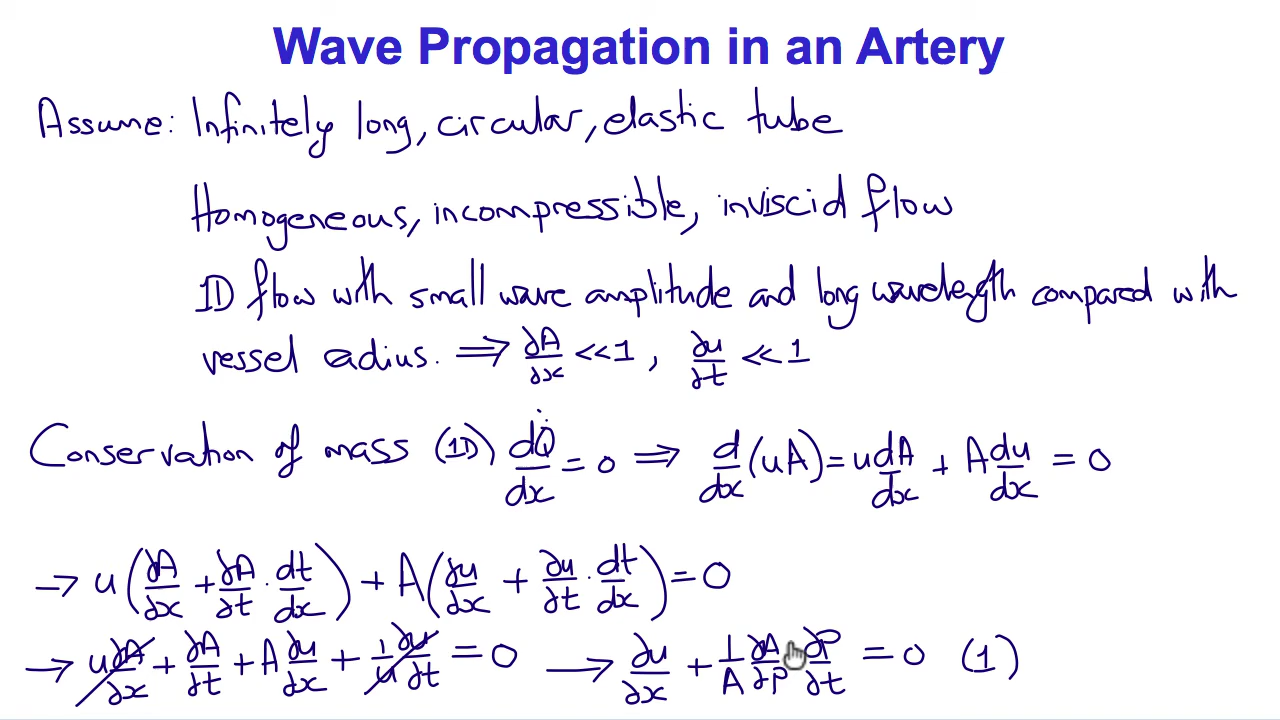 Wave Propagation in an Artery
Assume: Infinitely long, circular, elastic tube
Homogeneous, incompressible, inviscid flow
1D flow with small wave amplitude and long wavelength compared with
vessel radius. ⟹ ∂A/∂x <<1, ∂u/∂t <<1
Conservation of mass (1D) dQ̇/dx = 0 ⟹ d/dx (uA) = u dA/dx + A du/dx = 0
→ u(∂A/∂x + ∂A/∂t · dt/dx) + A(∂u/∂x + ∂u/∂t · dt/dx) = 0
→ u∂A/∂x + ∂A/∂t + A ∂u/∂x + 1/u ∂u/∂t = 0 → ∂u/∂x + 1/A ∂A/∂P ∂P/∂t = 0 (1)